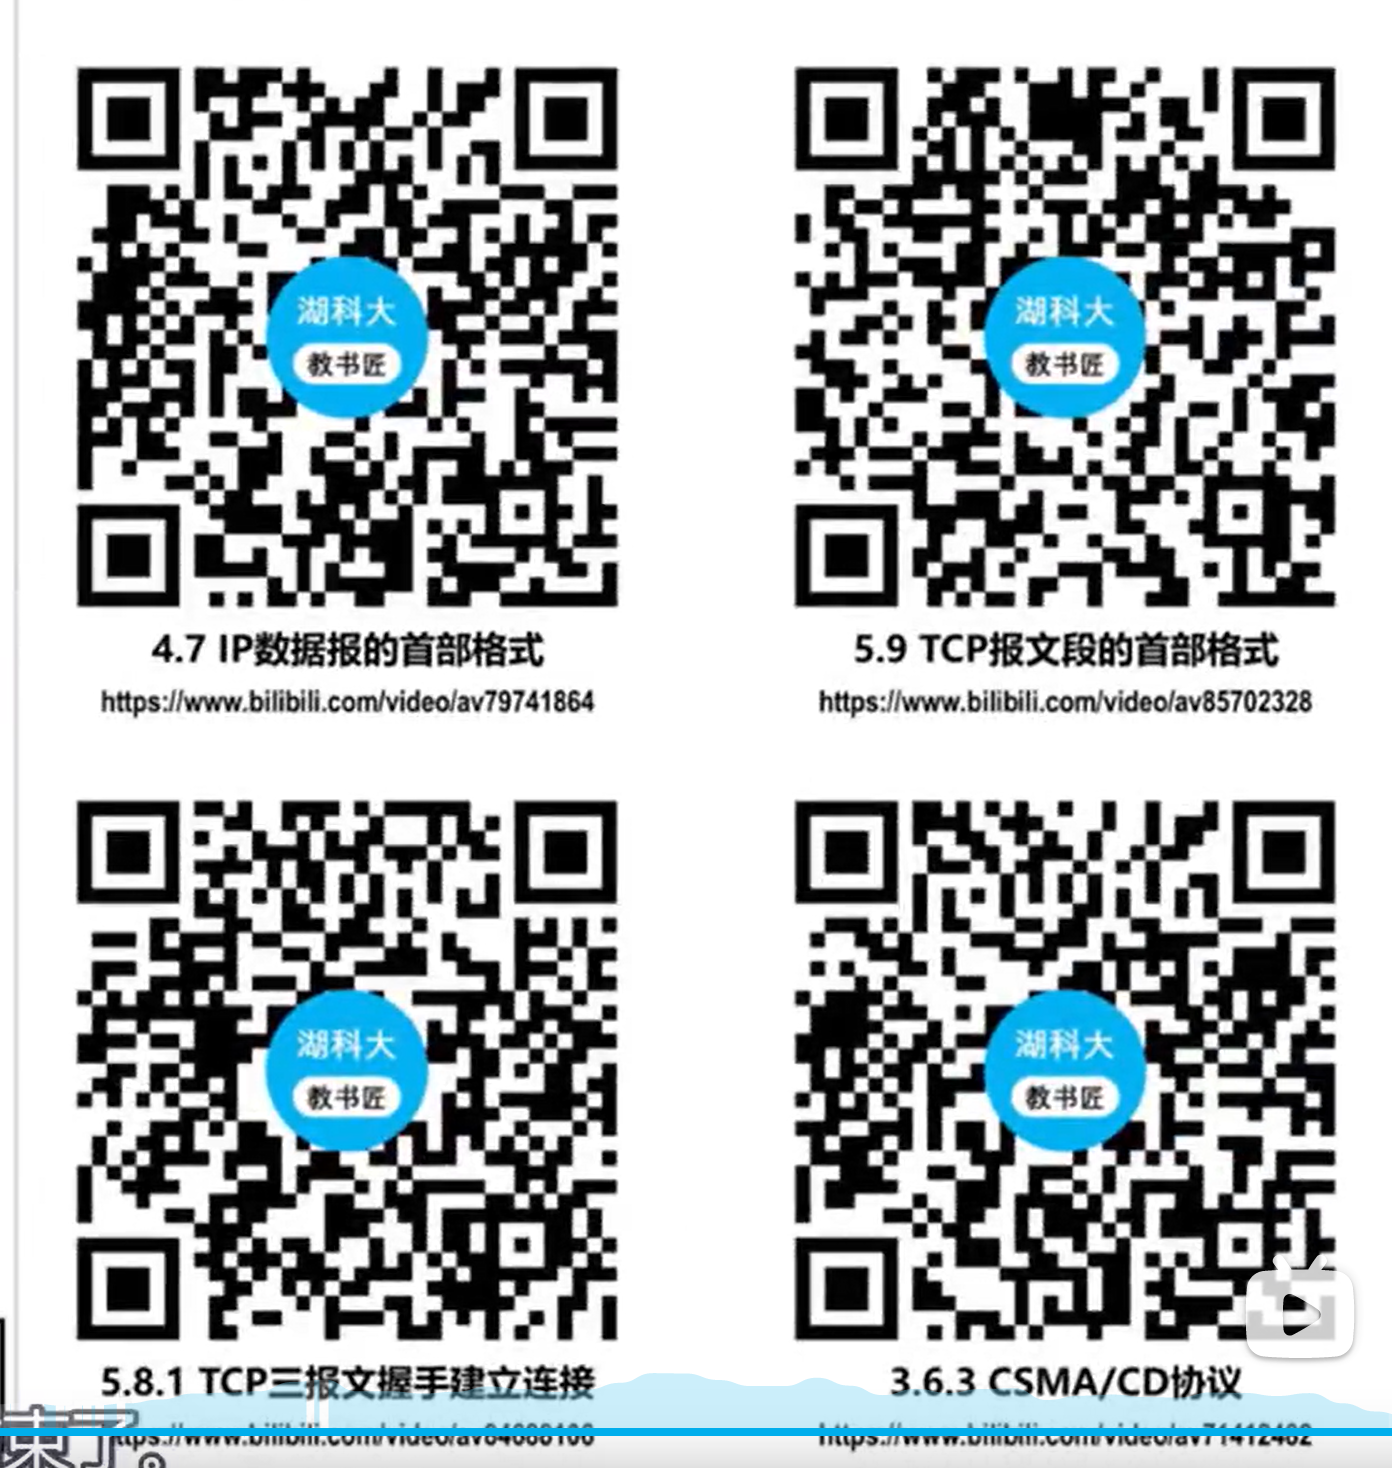 湖科大
教书匠
湖科大
教书匠
4.7 IP数据报的首部格式
5.9 TCP报文段的首部格式
https://www.bilibili.com/video/av79741864
https://www.bilibili.com/video/av85702328
湖科大
教书匠
湖科大
教书匠
5.8.1 TCP三报文握手建立连接
3.6.3 CSMA/CD协议
束了。